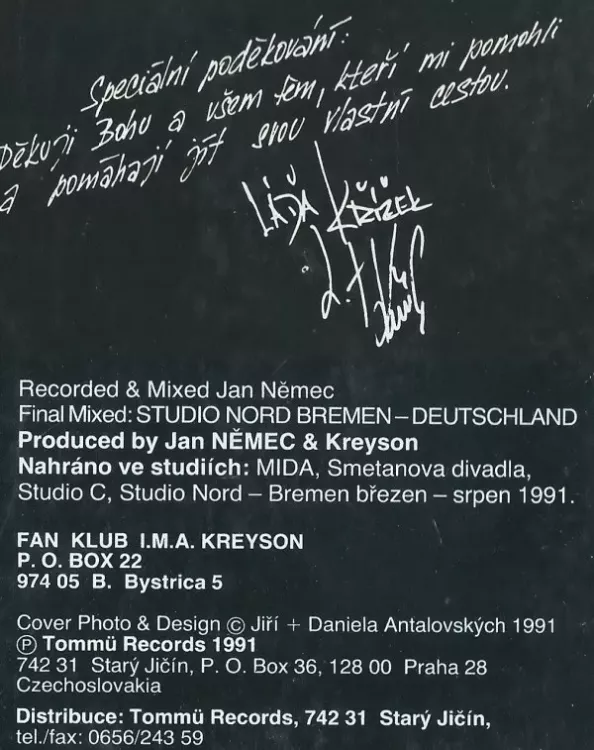 Speciální poděkování:
Děkuji Bohu a všem těm, kteří mi pomohli
a pomáhají jít svou vlastní cestou.
LÁĎA KŘÍŽEK
Recorded & Mixed Jan Němec
Final Mixed: STUDIO NORD BREMEN – DEUTSCHLAND
Produced by Jan NĚMEC & Kreyson
Nahráno ve studiích: MIDA, Smetanova divadla,
Studio C, Studio Nord – Bremen březen – srpen 1991.
FAN KLUB I.M.A. KREYSON
P. O. BOX 22
974 05 B. Bystrica 5
Cover Photo & Design © Jiří + Daniela Antalovských 1991
Ⓟ Tommü Records 1991
742 31 Starý Jičín, P. O. Box 36, 128 00 Praha 28
Czechoslovakia
Distribuce: Tommü Records, 742 31 Starý Jičín,
tel./fax: 0656/243 59